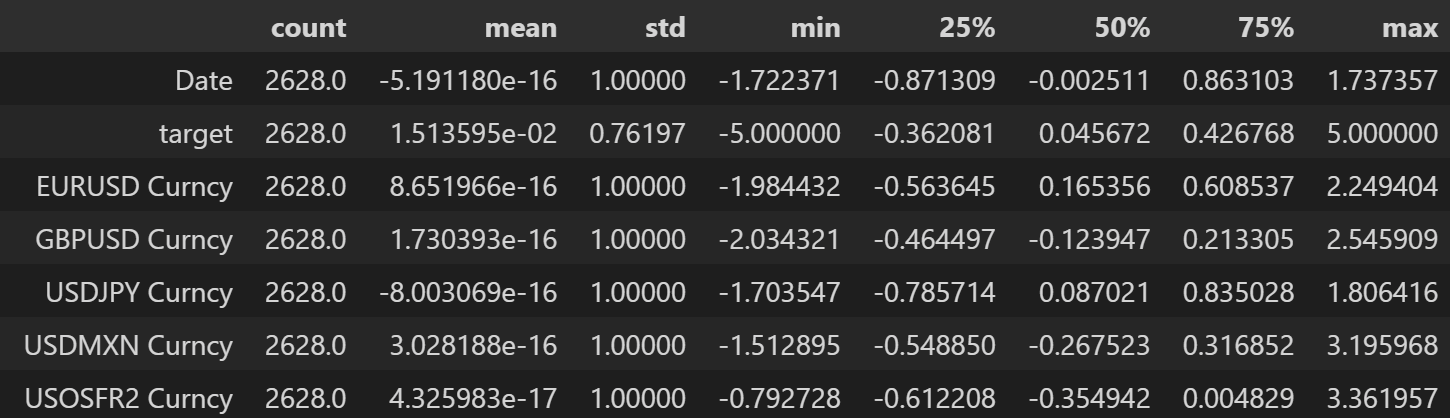 count mean std min 25% 50% 75% max
Date 2628.0 -5.191180e-16 1.00000 -1.722371 -0.871309 -0.002511 0.863103 1.737357
target 2628.0 1.513595e-02 0.76197 -5.000000 -0.362081 0.045672 0.426768 5.000000
EURUSD Curncy 2628.0 8.651966e-16 1.00000 -1.984432 -0.563645 0.165356 0.608537 2.249404
GBPUSD Curncy 2628.0 1.730393e-16 1.00000 -2.034321 -0.464497 -0.123947 0.213305 2.545909
USDJPY Curncy 2628.0 -8.003069e-16 1.00000 -1.703547 -0.785714 0.087021 0.835028 1.806416
USDMXN Curncy 2628.0 3.028188e-16 1.00000 -1.512895 -0.548850 -0.267523 0.316852 3.195968
USOSFR2 Curncy 2628.0 4.325983e-17 1.00000 -0.792728 -0.612208 -0.354942 0.004829 3.361957